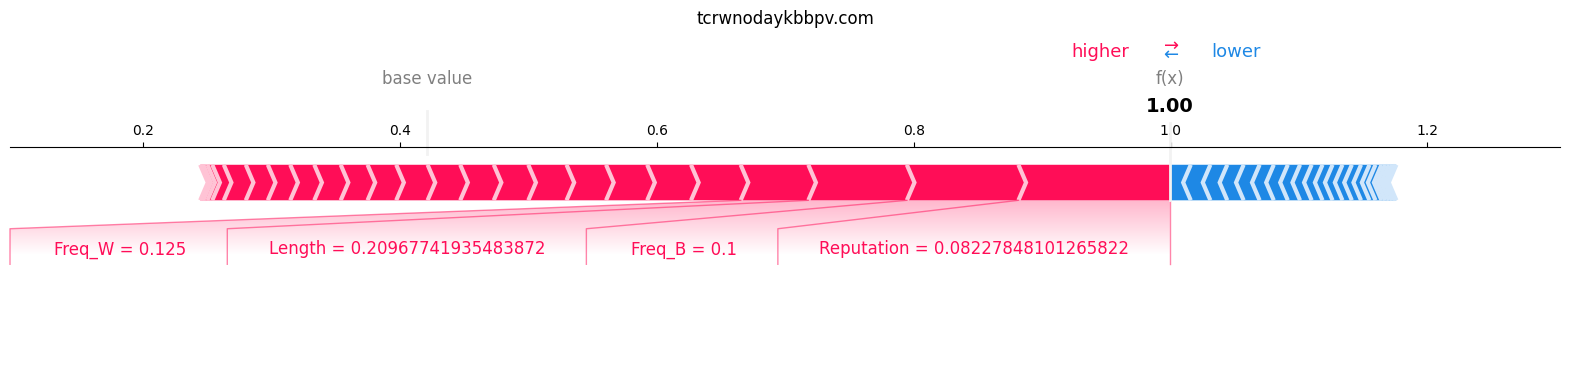 tcrwnodaykbbpv.com
higher ⇄ lower
base value f(x)
1.00
0.2 0.4 0.6 0.8 1.0 1.2
Freq_W = 0.125 Length = 0.20967741935483872 Freq_B = 0.1 Reputation = 0.08227848101265822